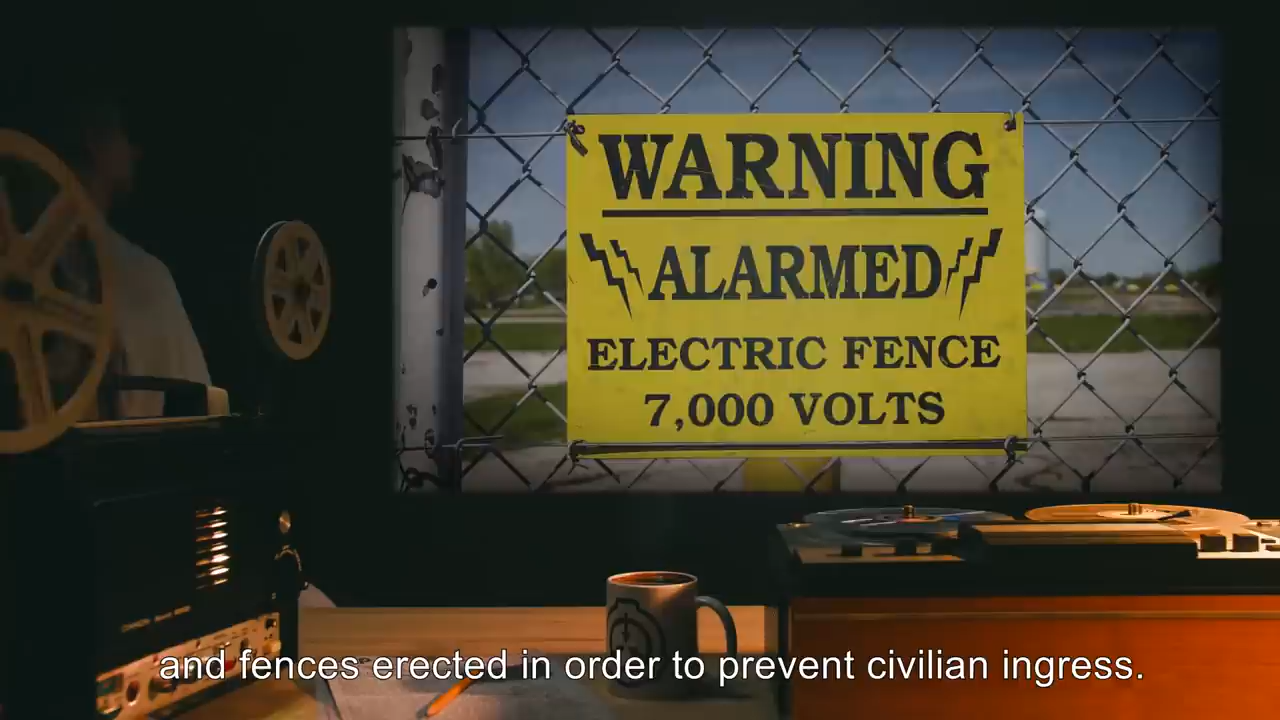 WARNING
ALARMED
ELECTRIC FENCE
7,000 VOLTS
and fences erected in order to prevent civilian ingress.